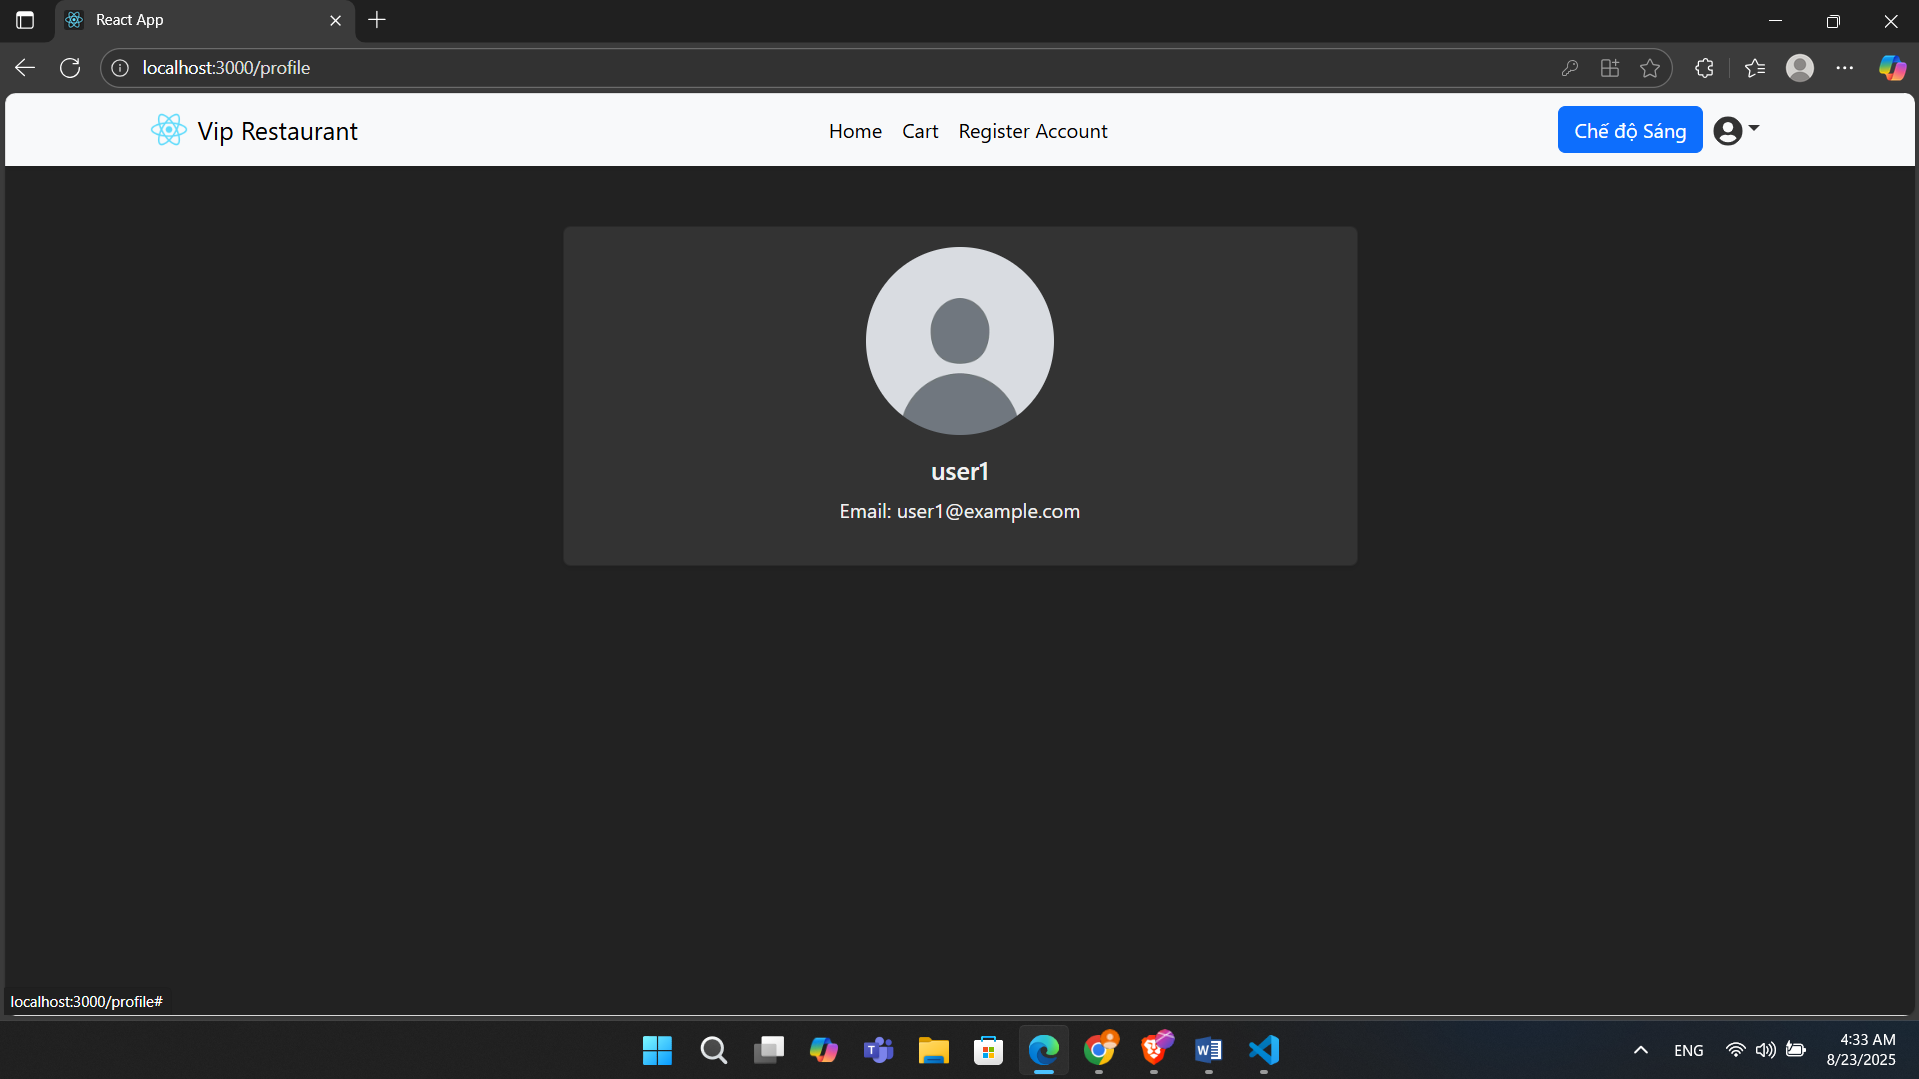 React App
localhost:3000/profile
Vip Restaurant
Home Cart Register Account
Chế độ Sáng
user1
Email: user1@example.com
localhost:3000/profile#
ENG
4:33 AM
8/23/2025